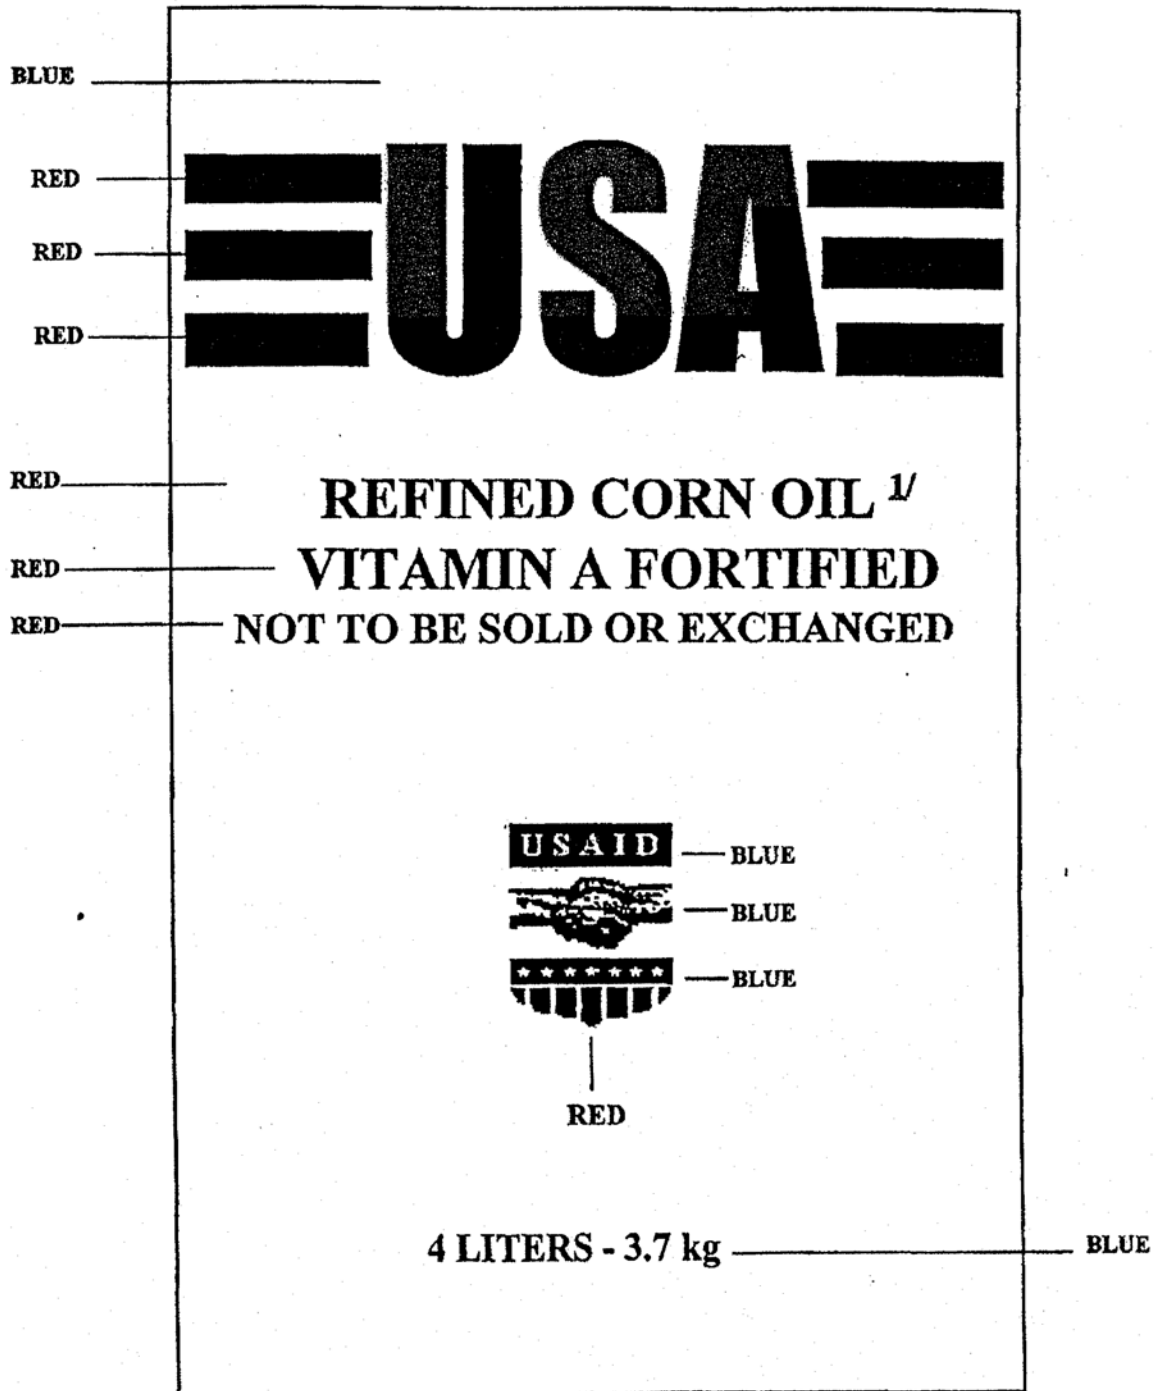 BLUE
USA
RED
RED
RED
RED REFINED CORN OIL 1/
RED VITAMIN A FORTIFIED
RED NOT TO BE SOLD OR EXCHANGED
USAID BLUE
BLUE
BLUE
RED
4 LITERS - 3.7 kg BLUE